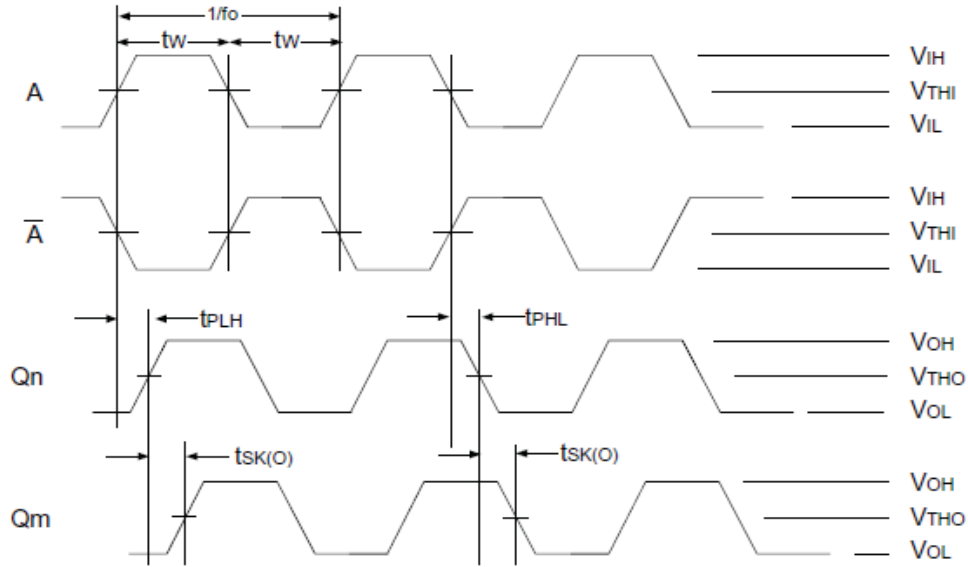 1/fo
tW tW
A
VIH
VTHI
VIL
A
VIH
VTHI
VIL
tPLH
tPHL
Qn
VOH
VTHO
VOL
tSK(O)
tSK(O)
Qm
VOH
VTHO
VOL